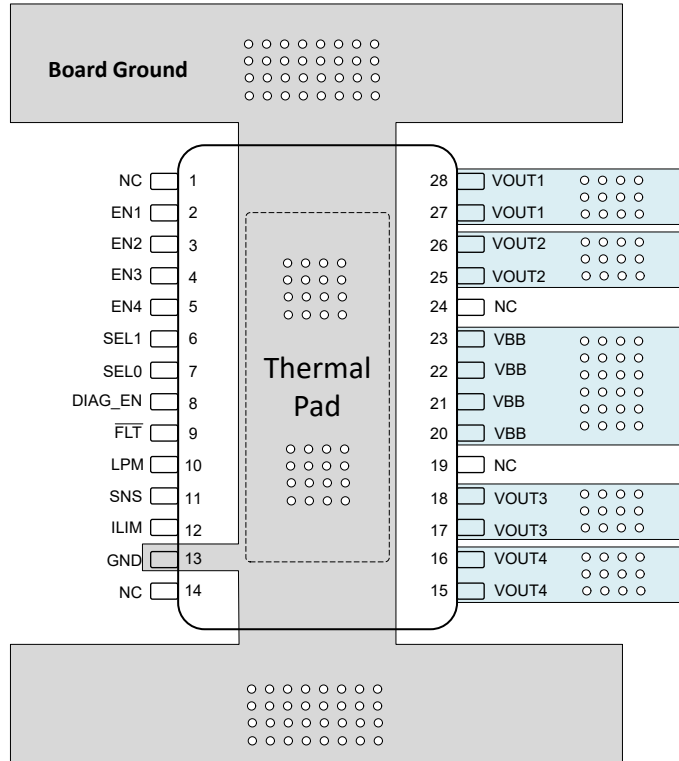 Board Ground
NC 1
EN1 2
EN2 3
EN3 4
EN4 5
SEL1 6
SEL0 7
DIAG_EN 8
F̅L̅T̅ 9
LPM 10
SNS 11
ILIM 12
GND 13
NC 14
Thermal
Pad
28 VOUT1
27 VOUT1
26 VOUT2
25 VOUT2
24 NC
23 VBB
22 VBB
21 VBB
20 VBB
19 NC
18 VOUT3
17 VOUT3
16 VOUT4
15 VOUT4